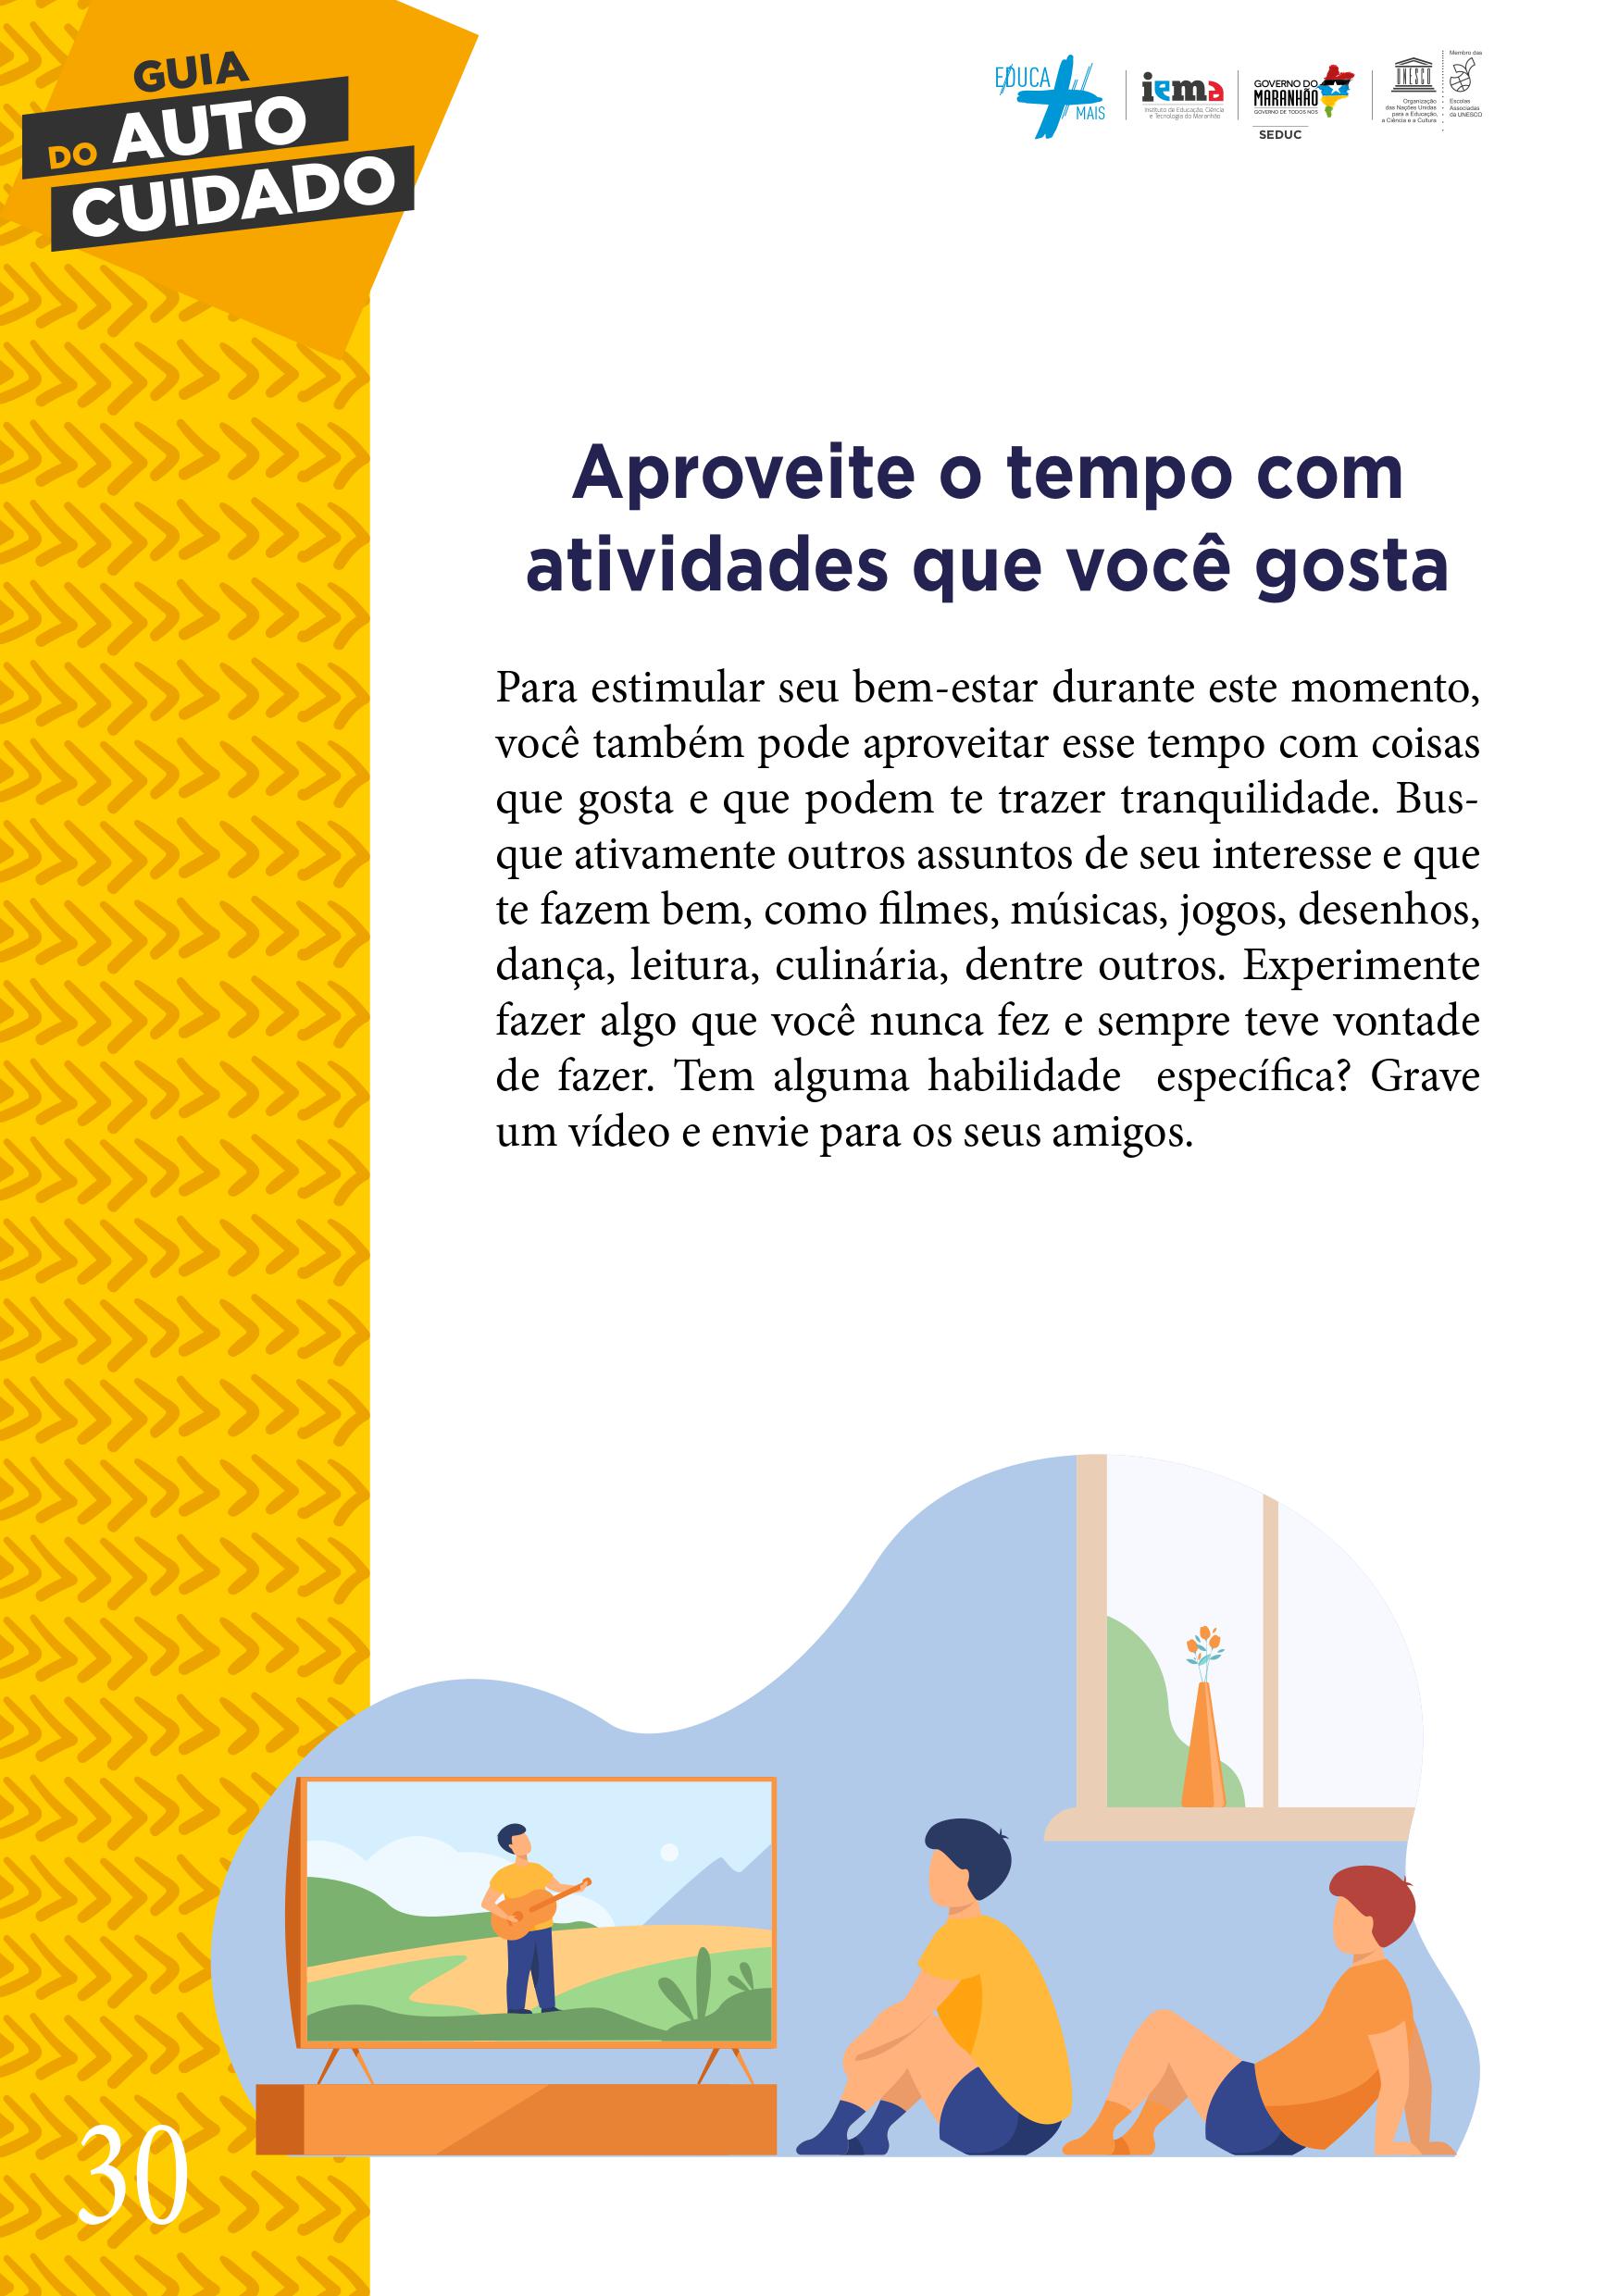 GUIA
DO AUTO
CUIDADO
EDUCA
MAIS
iema
Instituto de Educação, Ciência
e Tecnologia do Maranhão
GOVERNO DO
MARANHÃO
GOVERNO DE TODOS NÓS
SEDUC
UNESCO
Organização
das Nações Unidas
para a Educação,
a Ciência e a Cultura
Membro das
Escolas
Associadas
da UNESCO
Aproveite o tempo com
atividades que você gosta
Para estimular seu bem-estar durante este momento,
você também pode aproveitar esse tempo com coisas
que gosta e que podem te trazer tranquilidade. Bus-
que ativamente outros assuntos de seu interesse e que
te fazem bem, como filmes, músicas, jogos, desenhos,
dança, leitura, culinária, dentre outros. Experimente
fazer algo que você nunca fez e sempre teve vontade
de fazer. Tem alguma habilidade  específica? Grave
um vídeo e envie para os seus amigos.
30